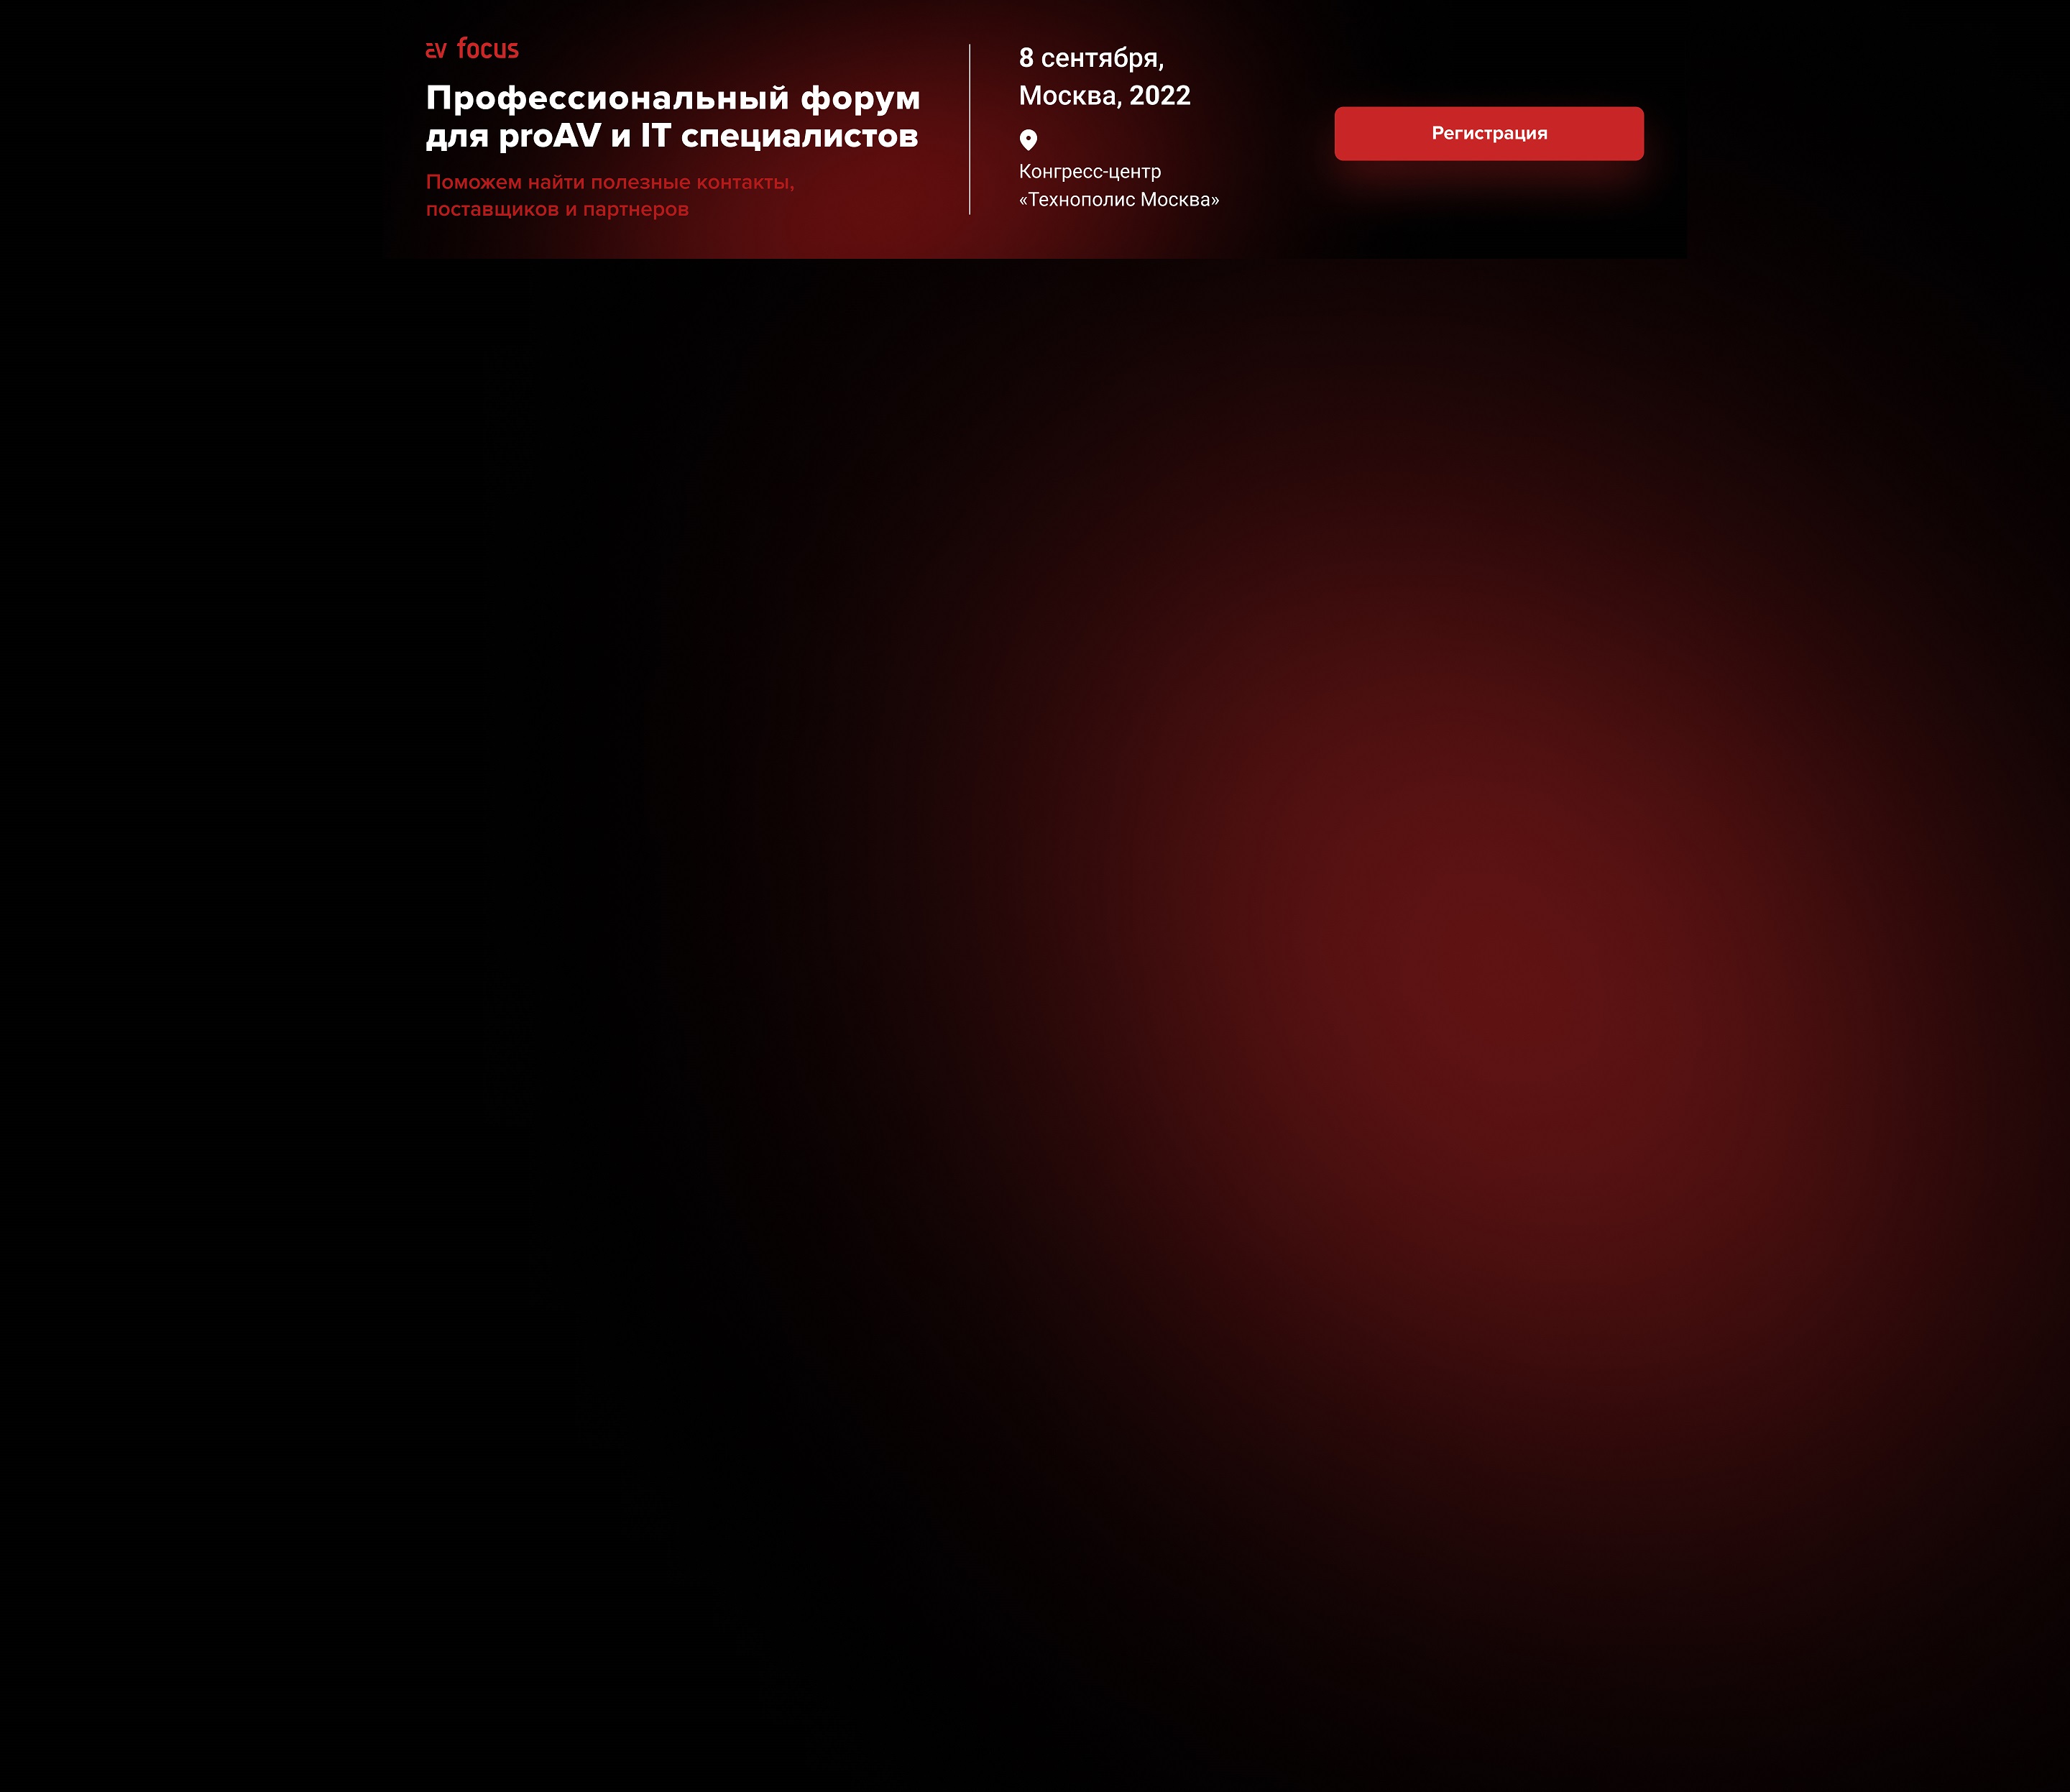 av focus
Профессиональный форум
для proAV и IT специалистов
Поможем найти полезные контакты,
поставщиков и партнеров
8 сентября,
Москва, 2022
Конгресс-центр
«Технополис Москва»
Регистрация